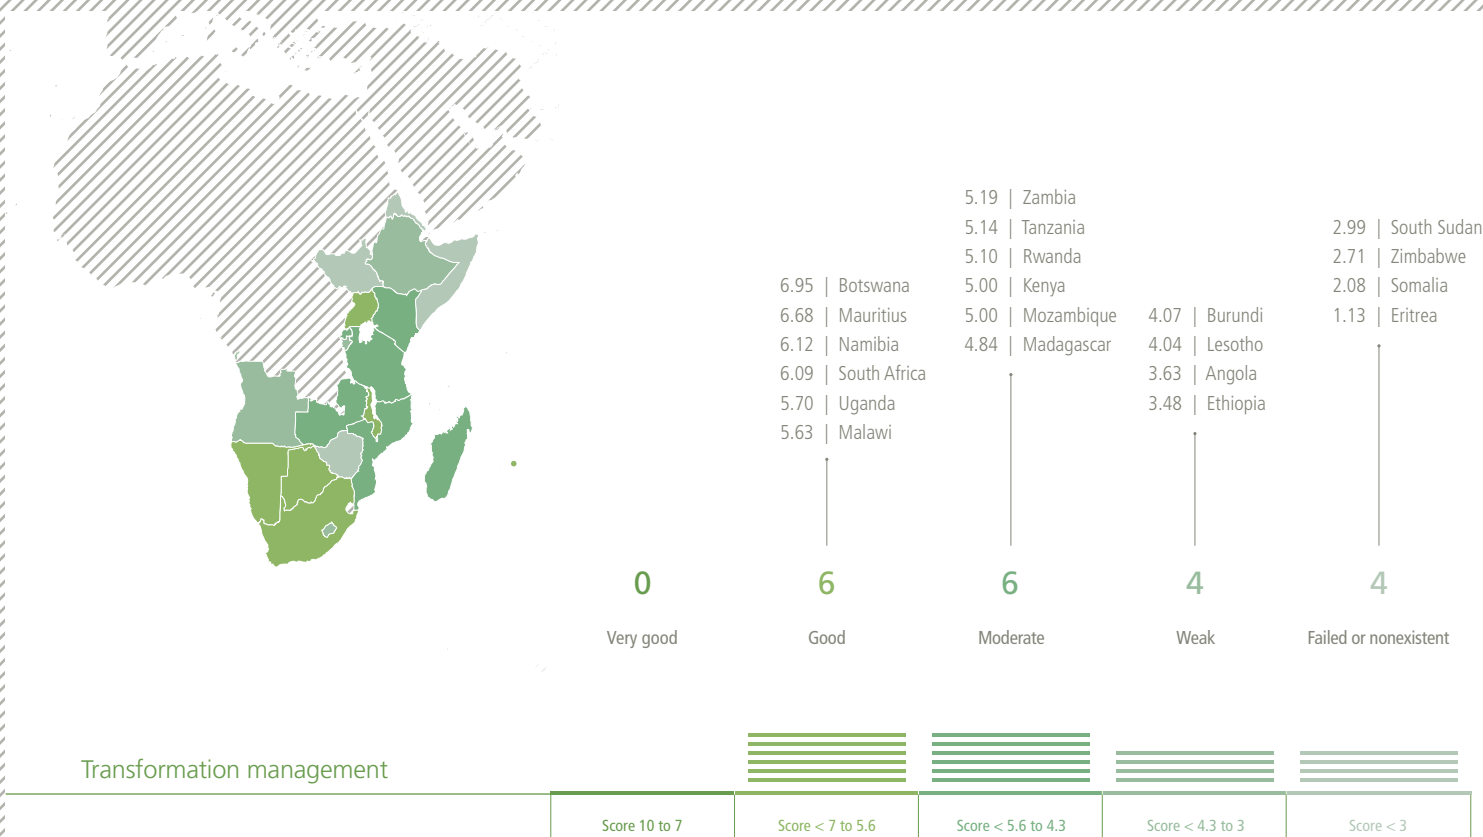 6.95 | Botswana
6.68 | Mauritius
6.12 | Namibia
6.09 | South Africa
5.70 | Uganda
5.63 | Malawi
5.19 | Zambia
5.14 | Tanzania
5.10 | Rwanda
5.00 | Kenya
5.00 | Mozambique
4.84 | Madagascar
4.07 | Burundi
4.04 | Lesotho
3.63 | Angola
3.48 | Ethiopia
2.99 | South Sudan
2.71 | Zimbabwe
2.08 | Somalia
1.13 | Eritrea
0
6
6
4
4
Very good
Good
Moderate
Weak
Failed or nonexistent
Transformation management
Score 10 to 7
Score < 7 to 5.6
Score < 5.6 to 4.3
Score < 4.3 to 3
Score < 3